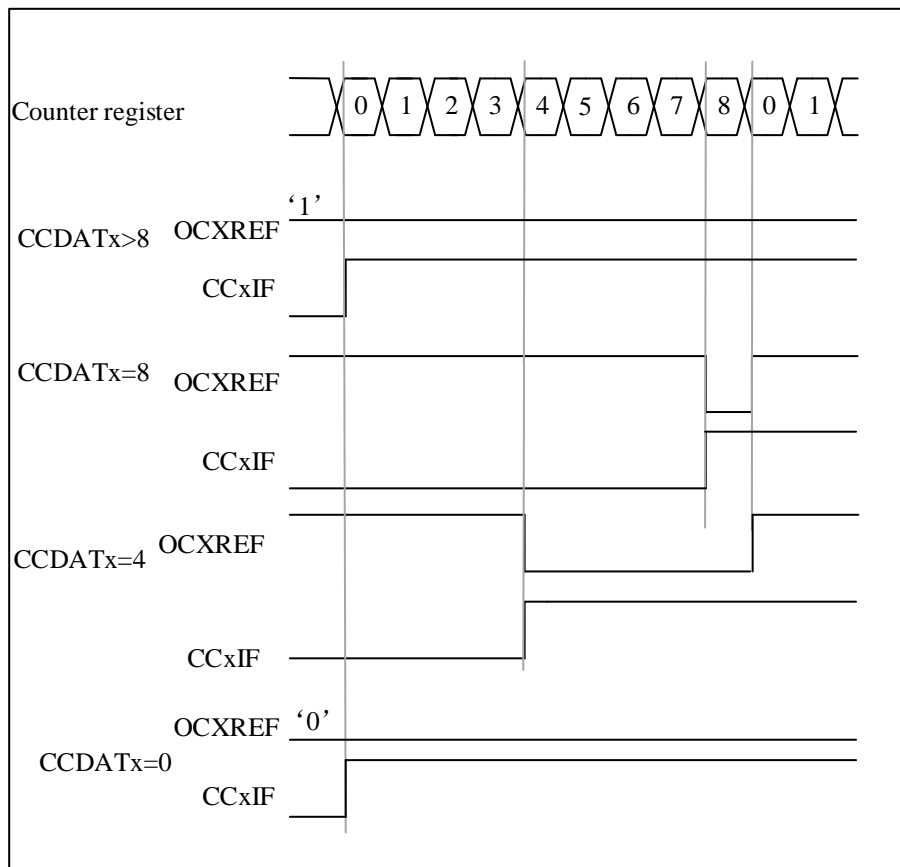 Counter register 0 1 2 3 4 5 6 7 8 0 1
‘1’
CCDATx>8 OCXREF
CCxIF
CCDATx=8 OCXREF
CCxIF
CCDATx=4 OCXREF
CCxIF
OCXREF ‘0’
CCDATx=0
CCxIF